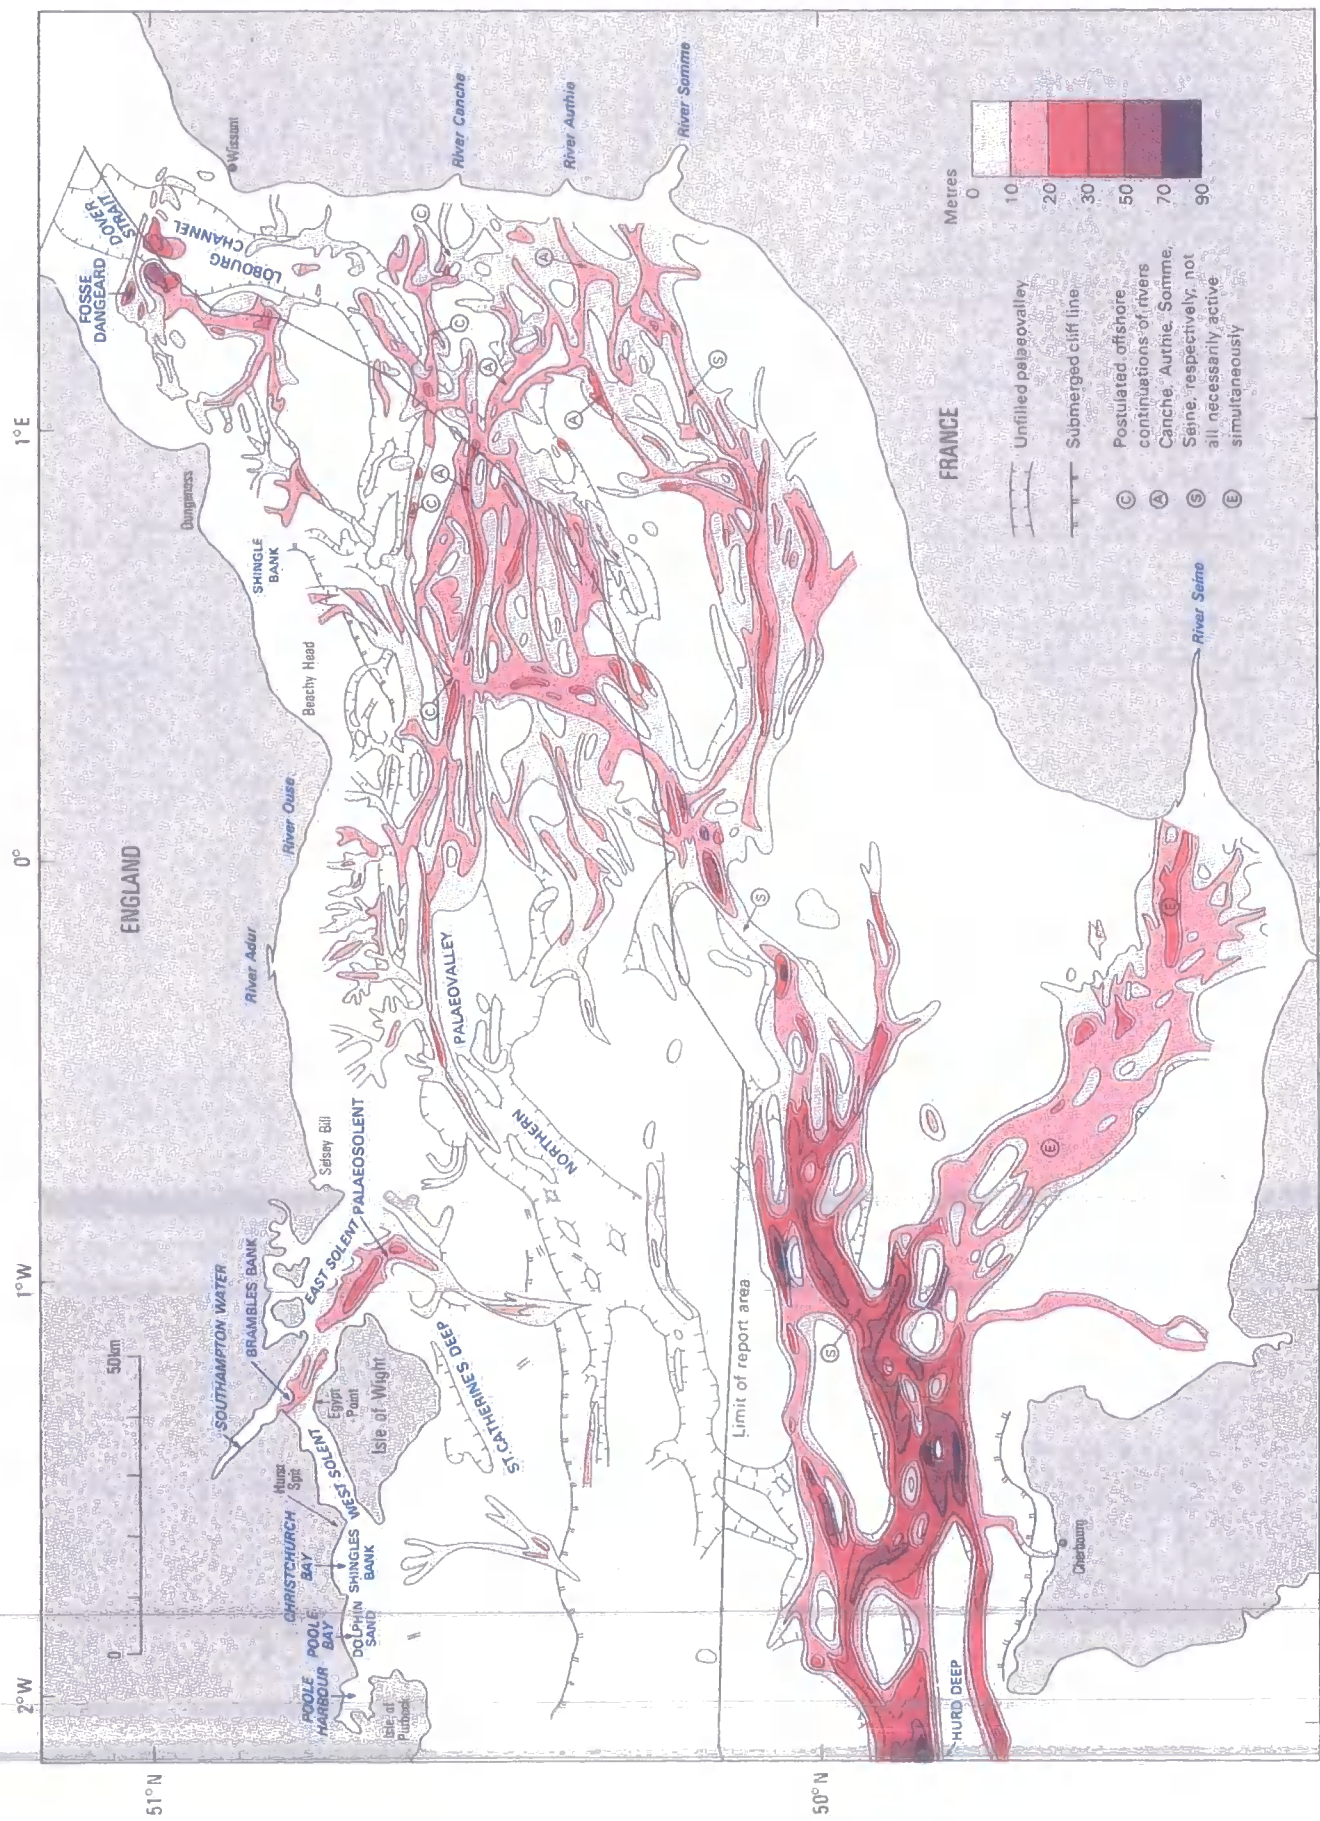 2°W
1°W
0°
1°E
51°N
50°N
0
50km
ENGLAND
POOLE
HARBOUR
POOLE
BAY
CHRISTCHURCH
BAY
Isle of
Purbeck
DOLPHIN
SAND
SHINGLES
BANK
Hurst
Spit
WEST SOLENT
SOUTHAMPTON WATER
BRAMBLES BANK
Egypt
Point
Isle of Wight
EAST SOLENT
PALAEOSOLENT
ST. CATHERINE'S DEEP
Selsey Bill
River Adur
River Ouse
Beachy Head
SHINGLE
BANK
Dungeness
FOSSE
DANGEARD
DOVER
STRAIT
LOBOURG
CHANNEL
Wissant
River Canche
River Authie
River Somme
NORTHERN
PALAEOVALLEY
C
C
C
C
A
A
A
A
S
S
S
E
E
Limit of report area
HURD DEEP
Cherbourg
River Seine
FRANCE
Metres
0
10
20
30
50
70
90
Unfilled palaeovalley
Submerged cliff line
C
A
S
E
Postulated offshore
continuations of rivers
Canche, Authie, Somme,
Seine, respectively, not
all necessarily active
simultaneously